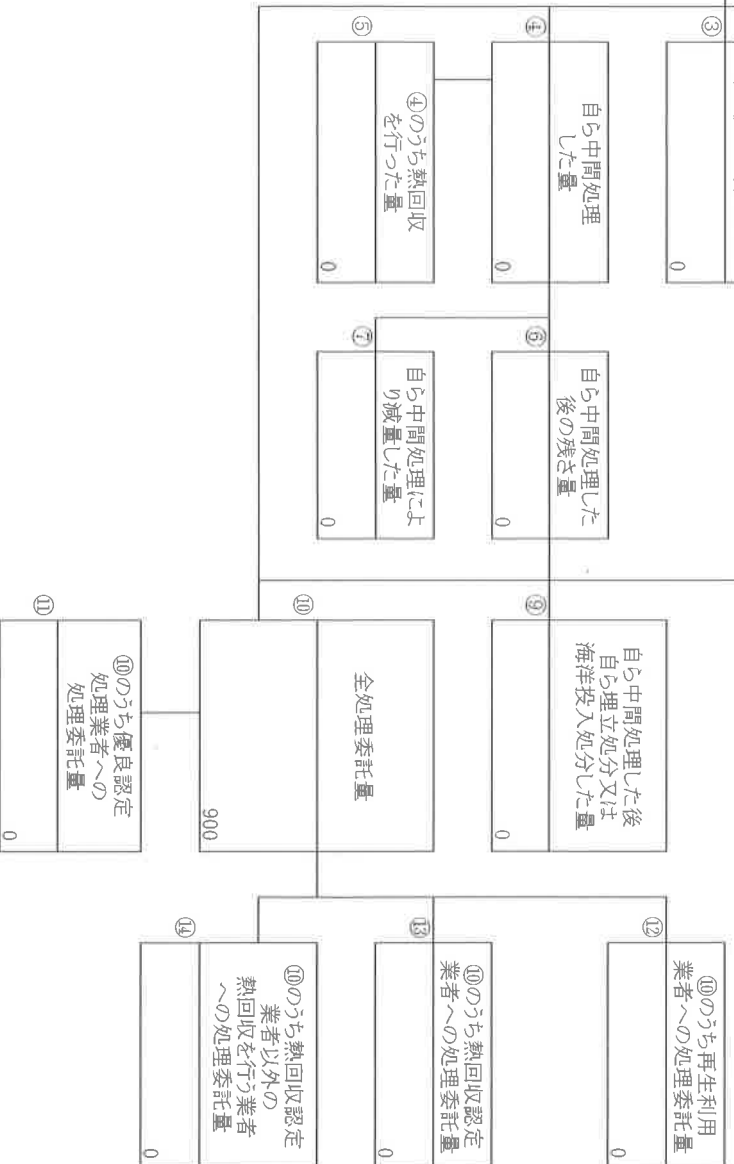 ③
0
④
自ら中間処理
した量
0
⑤
④のうち熱回収
を行った量
0
⑥
自ら中間処理した
後の残さ量
0
⑦
自ら中間処理によ
り減量した量
0
⑨
自ら中間処理した後
自ら埋立処分又は
海洋投入処分した量
0
⑩
全処理委託量
900
⑪
⑩のうち優良認定
処理業者への
処理委託量
0
⑫
⑩のうち再生利用
業者への処理委託量
0
⑬
⑩のうち熱回収認定
業者への処理委託量
0
⑭
⑩のうち熱回収認定
業者以外の
熱回収を行う業者
への処理委託量
0